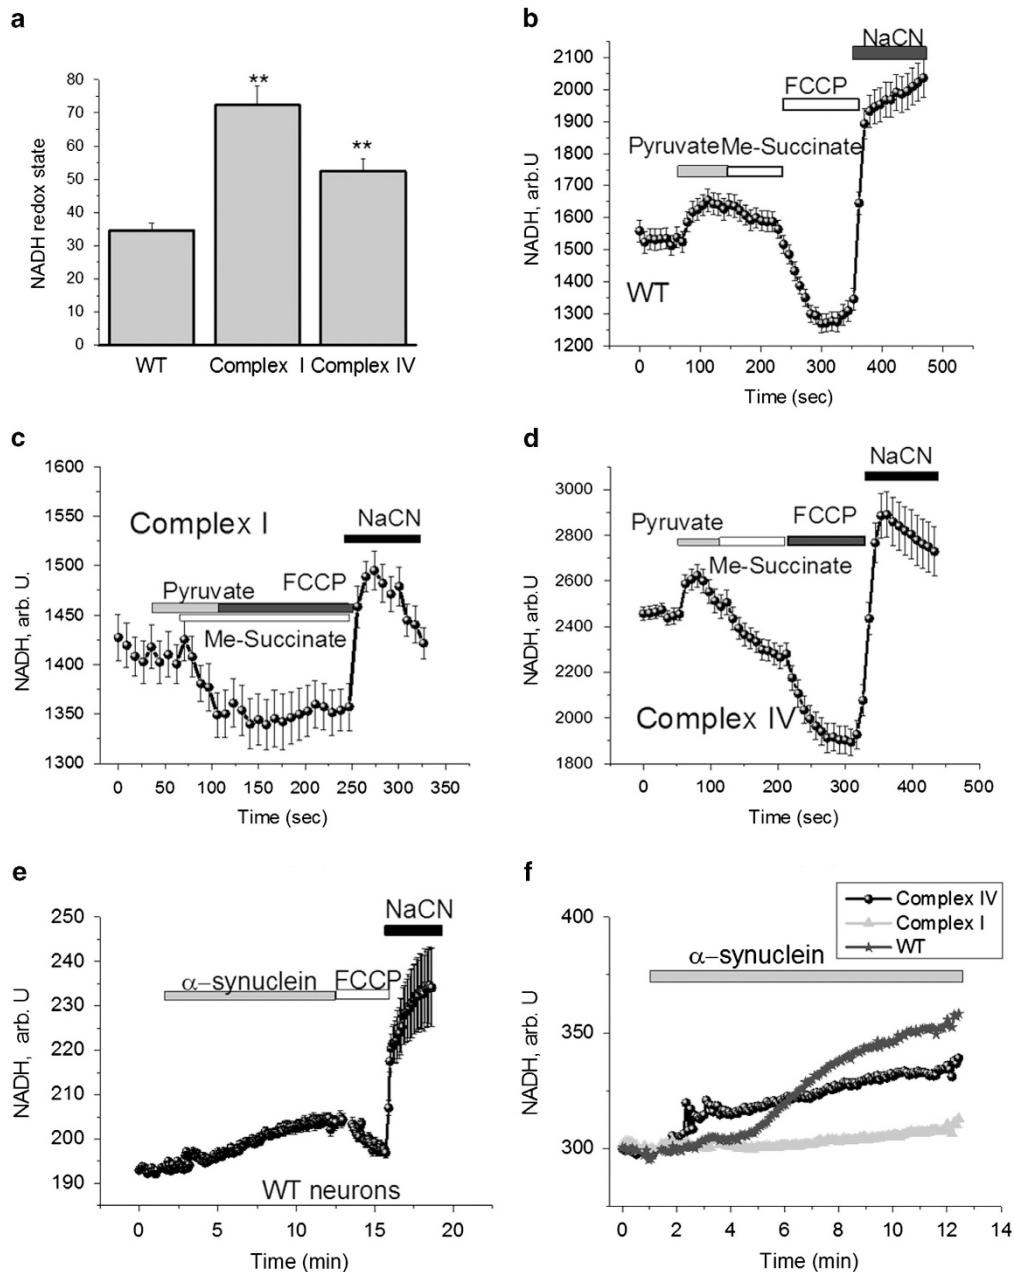 a
NADH redox state
80
70
60
50
40
30
20
10
0
**
**
WT
Complex I
Complex IV
b
NADH, arb.U
2100
2000
1900
1800
1700
1600
1500
1400
1300
1200
NaCN
FCCP
Pyruvate
Me-Succinate
WT
0 100 200 300 400 500
Time (sec)
c
NADH, arb. U.
1600
1550
1500
1450
1400
1350
1300
Complex I
NaCN
Pyruvate
FCCP
Me-Succinate
0 50 100 150 200 250 300 350
Time (sec)
d
NADH, arb.U
3000
2800
2600
2400
2200
2000
1800
NaCN
Pyruvate
FCCP
Me-Succinate
Complex IV
0 100 200 300 400 500
Time (sec)
e
NADH, arb. U
250
240
230
220
210
200
190
NaCN
α-synuclein
FCCP
WT neurons
0 5 10 15 20
Time (min)
f
NADH, arb. U
400
350
300
Complex IV
Complex I
WT
α-synuclein
0 2 4 6 8 10 12 14
Time (min)